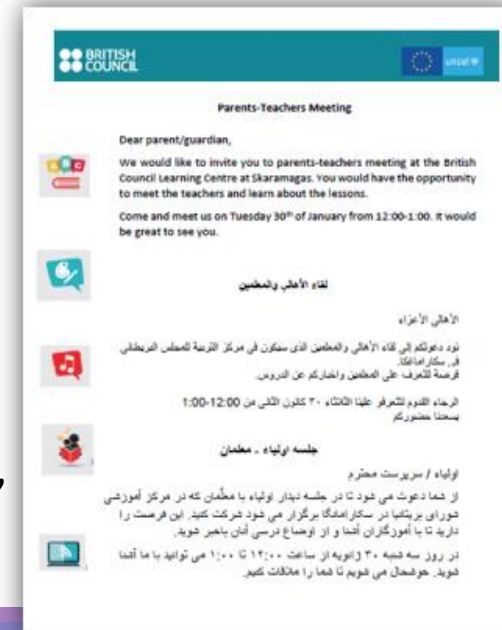 BRITISH
COUNCIL
unicef
Parents-Teachers Meeting
Dear parent/guardian,
We would like to invite you to parents-teachers meeting at the British
Council Learning Centre at Skaramagas. You would have the opportunity
to meet the teachers and learn about the lessons.
Come and meet us on Tuesday 30th of January from 12:00-1:00. It would
be great to see you.
لقاء الأهالي والمعلمين
الأهالي الأعزاء
نود دعوتكم إلى لقاء الأهالي والمعلمين الذي سيكون في مركز التربية للمجلس البريطاني
في سكاراماغكا.
فرصة للتعرف على المعلمين واخباركم عن الدروس.
الرجاء القدوم للتعرفو علينا الثلاثاء ٣٠ كانون الثاني من 12:00-1:00
يسعدنا حضوركم
جلسه اولیاء - معلمان
اولیاء / سرپرست محترم
از شما دعوت می شود تا در جلسه دیدار اولیاء با معلّمان که در مرکز آموزشی
شورای بریتانیا در سکارامانگا برگزار می شود شرکت کنید. این فرصت را
دارید تا با آموزگاران آشنا و از اوضاع درسی آنان باخبر شوید.
در روز سه شنبه ۳۰ ژانویه از ساعت ۱۲:۰۰ تا ۱:۰۰ می توانید با ما آشنا
شوید. خوشحال می شویم تا شما را ملاقات کنیم.